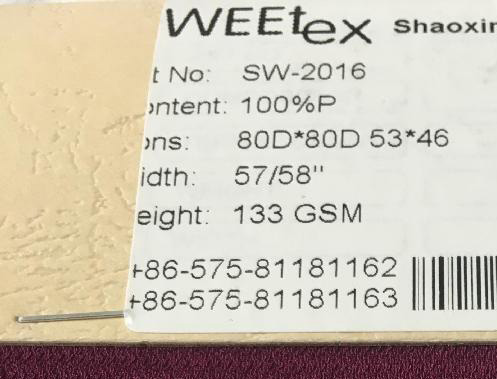 WEEtex Shaoxin
t No: SW-2016
ontent: 100%P
ons: 80D*80D 53*46
idth: 57/58"
eight: 133 GSM
+86-575-81181162
+86-575-81181163